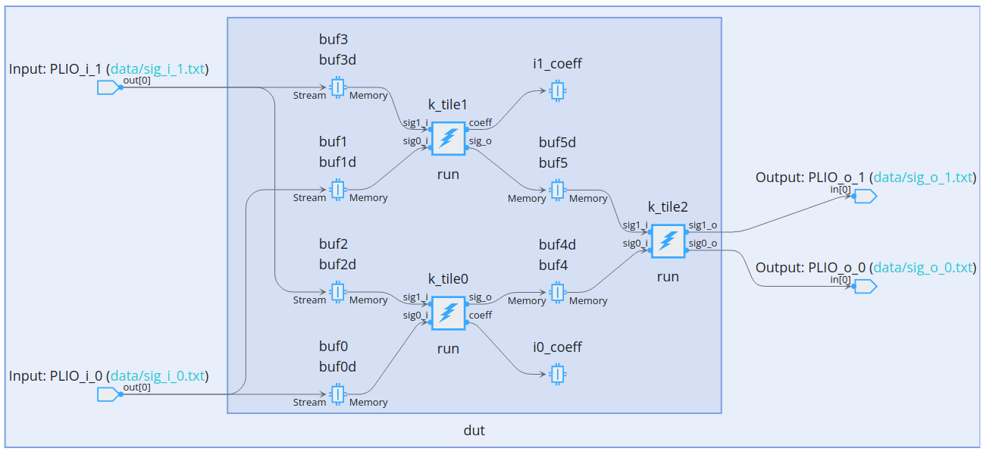 buf3
buf3d
i1_coeff
Input: PLIO_i_1 (data/sig_i_1.txt)
out[0]
Stream
Memory
k_tile1
sig1_i
coeff
sig0_i
sig_o
run
buf1
buf1d
Stream
Memory
buf5d
buf5
Memory
Memory
Output: PLIO_o_1 (data/sig_o_1.txt)
in[0]
k_tile2
sig1_i
sig1_o
sig0_i
sig0_o
run
buf2
buf2d
Stream
Memory
buf4d
buf4
Memory
Memory
Output: PLIO_o_0 (data/sig_o_0.txt)
in[0]
k_tile0
sig1_i
sig_o
sig0_i
coeff
run
buf0
buf0d
i0_coeff
Input: PLIO_i_0 (data/sig_i_0.txt)
out[0]
Stream
Memory
dut